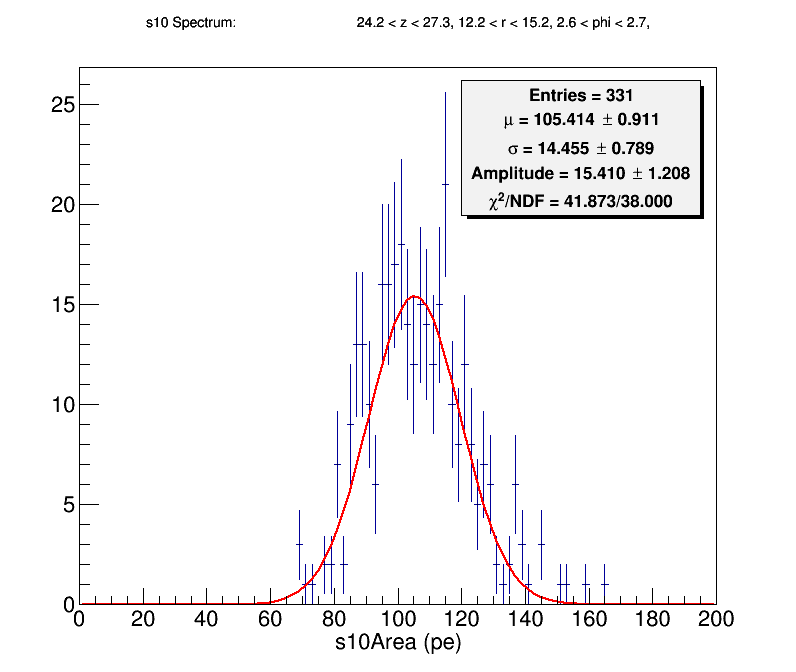 s10 Spectrum: 24.2 < z < 27.3, 12.2 < r < 15.2, 2.6 < phi < 2.7,
Entries = 331
μ = 105.414 ± 0.911
σ = 14.455 ± 0.789
Amplitude = 15.410 ± 1.208
χ²/NDF = 41.873/38.000
25
20
15
10
5
0
0 20 40 60 80 100 120 140 160 180 200
s10Area (pe)